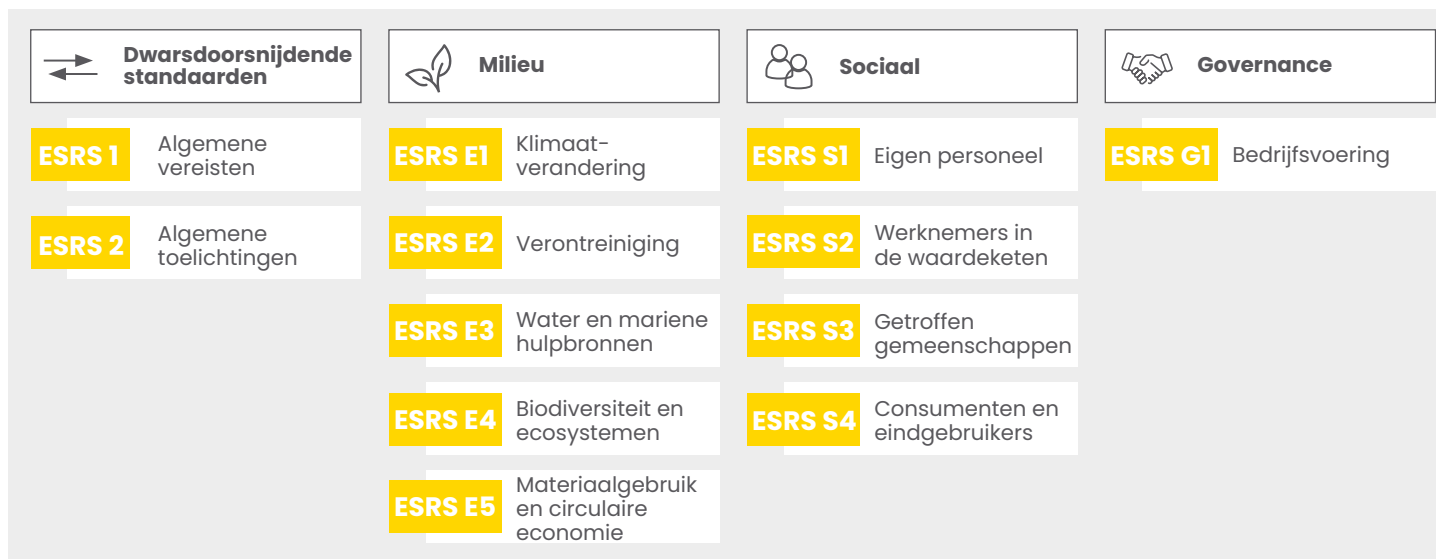 Dwarsdoorsnijdende
standaarden
ESRS 1
Algemene
vereisten
ESRS 2
Algemene
toelichtingen
Milieu
ESRS E1
Klimaat-
verandering
ESRS E2
Verontreiniging
ESRS E3
Water en mariene
hulpbronnen
ESRS E4
Biodiversiteit en
ecosystemen
ESRS E5
Materiaalgebruik
en circulaire
economie
Sociaal
ESRS S1
Eigen personeel
ESRS S2
Werknemers in
de waardeketen
ESRS S3
Getroffen
gemeenschappen
ESRS S4
Consumenten en
eindgebruikers
Governance
ESRS G1
Bedrijfsvoering